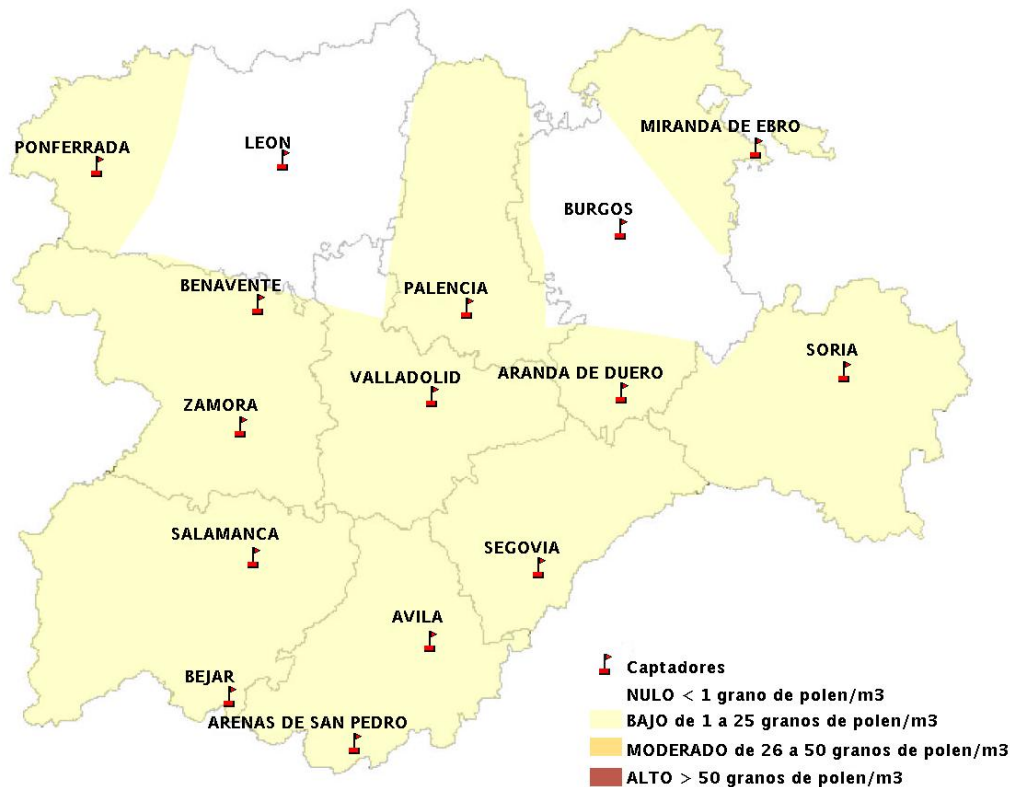 MIRANDA DE EBRO
PONFERRADA
LEON
BURGOS
BENAVENTE
PALENCIA
SORIA
VALLADOLID
ARANDA DE DUERO
ZAMORA
SALAMANCA
SEGOVIA
AVILA
BEJAR
ARENAS DE SAN PEDRO
Captadores
NULO < 1 grano de polen/m3
BAJO de 1 a 25 granos de polen/m3
MODERADO de 26 a 50 granos de polen/m3
ALTO > 50 granos de polen/m3